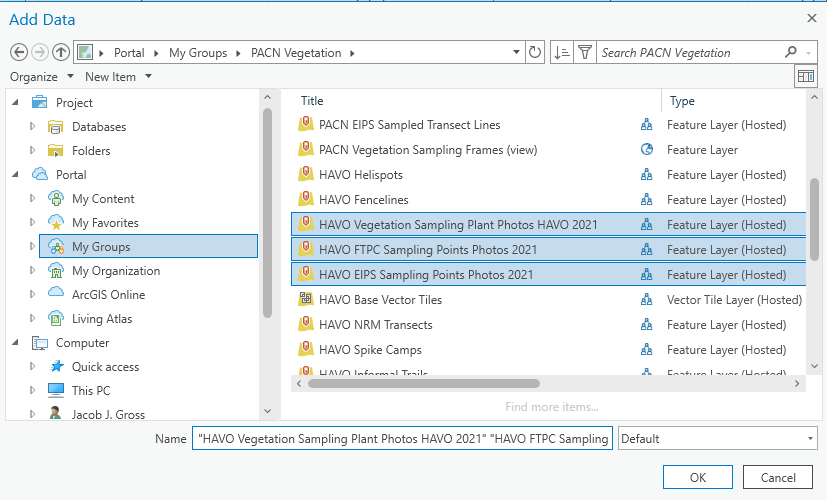 Add Data
Portal My Groups PACN Vegetation
Search PACN Vegetation
Organize New Item
Project
Databases
Folders
Portal
My Content
My Favorites
My Groups
My Organization
ArcGIS Online
Living Atlas
Computer
Quick access
This PC
Jacob J. Gross
Title Type
PACN EIPS Sampled Transect Lines Feature Layer (Hosted)
PACN Vegetation Sampling Frames (view) Feature Layer
HAVO Helispots Feature Layer (Hosted)
HAVO Fencelines Feature Layer (Hosted)
HAVO Vegetation Sampling Plant Photos HAVO 2021 Feature Layer (Hosted)
HAVO FTPC Sampling Points Photos 2021 Feature Layer (Hosted)
HAVO EIPS Sampling Points Photos 2021 Feature Layer (Hosted)
HAVO Base Vector Tiles Vector Tile Layer (Hosted)
HAVO NRM Transects Feature Layer (Hosted)
HAVO Spike Camps Feature Layer (Hosted)
HAVO Informal Trails Feature Layer (Hosted)
Find more items...
Name "HAVO Vegetation Sampling Plant Photos HAVO 2021" "HAVO FTPC Sampling Default
OK Cancel